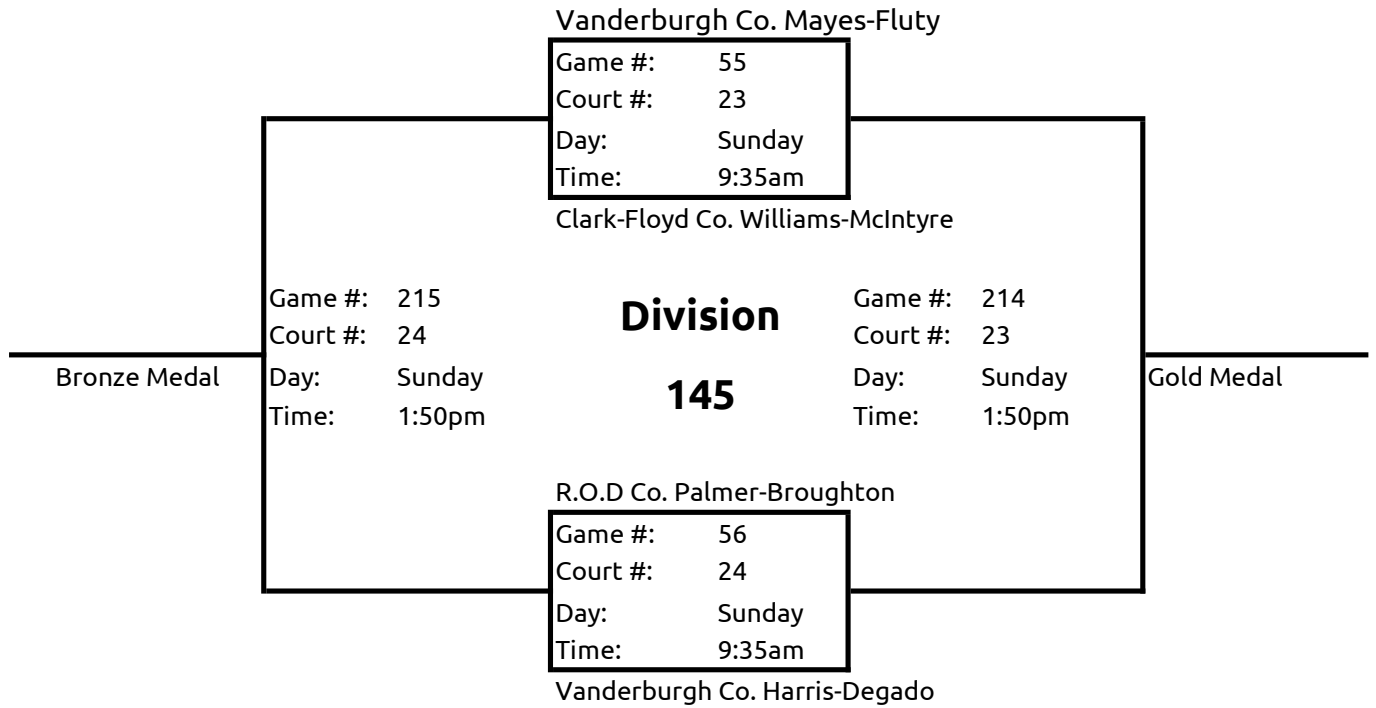 Vanderburgh Co. Mayes-Fluty
Game #: 55
Court #: 23
Day: Sunday
Time: 9:35am
Clark-Floyd Co. Williams-McIntyre
Game #: 215
Court #: 24
Day: Sunday
Time: 1:50pm
Bronze Medal
Division
145
Game #: 214
Court #: 23
Day: Sunday
Time: 1:50pm
Gold Medal
R.O.D Co. Palmer-Broughton
Game #: 56
Court #: 24
Day: Sunday
Time: 9:35am
Vanderburgh Co. Harris-Degado